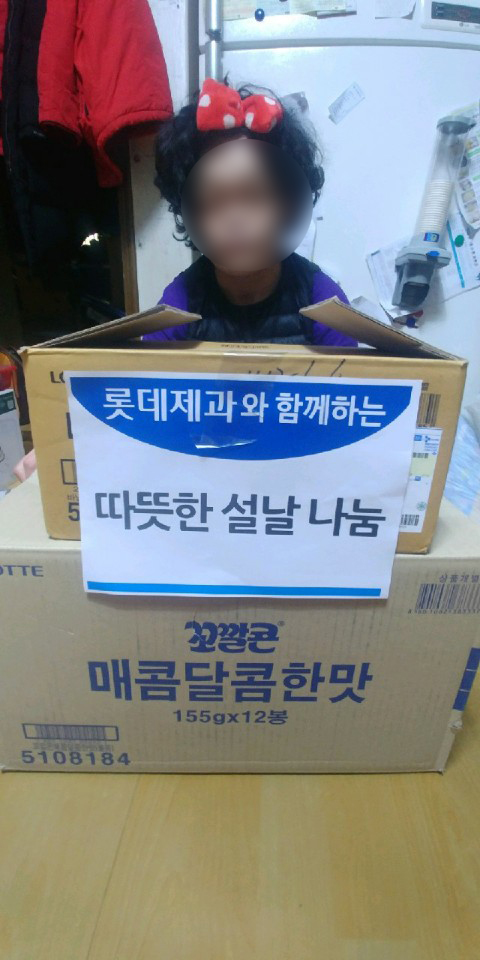 롯데제과와 함께하는
따뜻한 설날 나눔
OTTE
꼬깔콘
매콤달콤한맛
155gx12봉
5108184